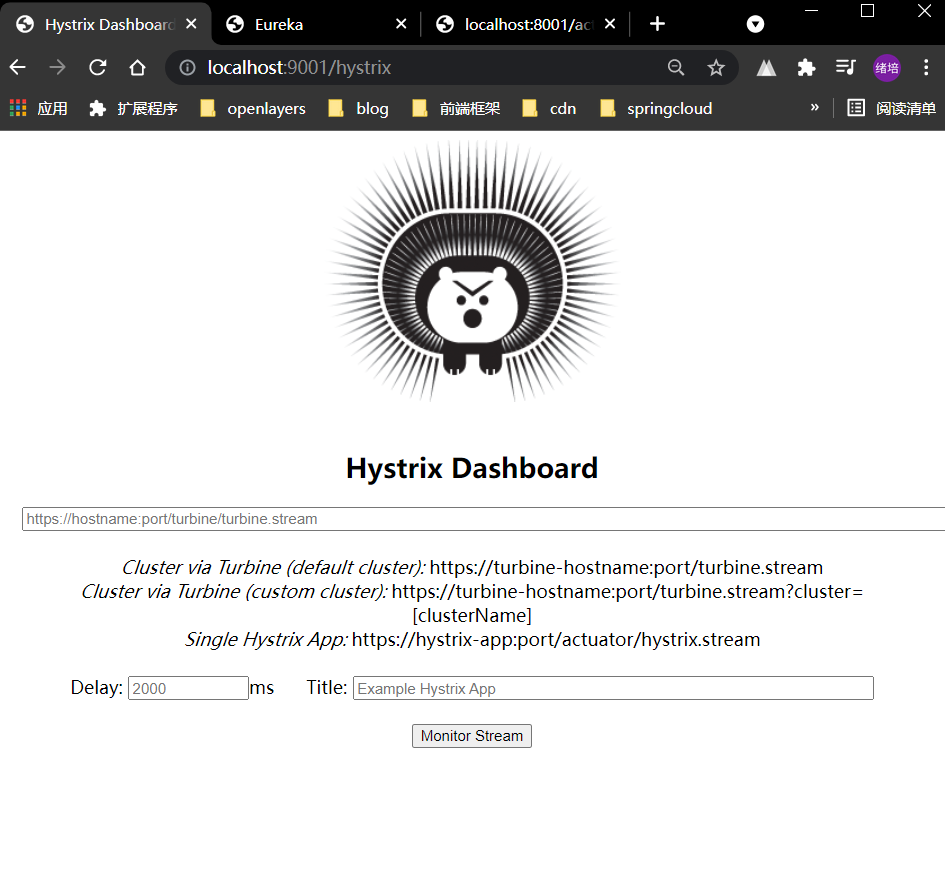 Hystrix Dashboard
Eureka
localhost:8001/act
localhost:9001/hystrix
绪培
应用
扩展程序
openlayers
blog
前端框架
cdn
springcloud
»
阅读清单
Hystrix Dashboard
https://hostname:port/turbine/turbine.stream
Cluster via Turbine (default cluster): https://turbine-hostname:port/turbine.stream
Cluster via Turbine (custom cluster): https://turbine-hostname:port/turbine.stream?cluster=
[clusterName]
Single Hystrix App: https://hystrix-app:port/actuator/hystrix.stream
Delay: 2000 ms Title: Example Hystrix App
Monitor Stream